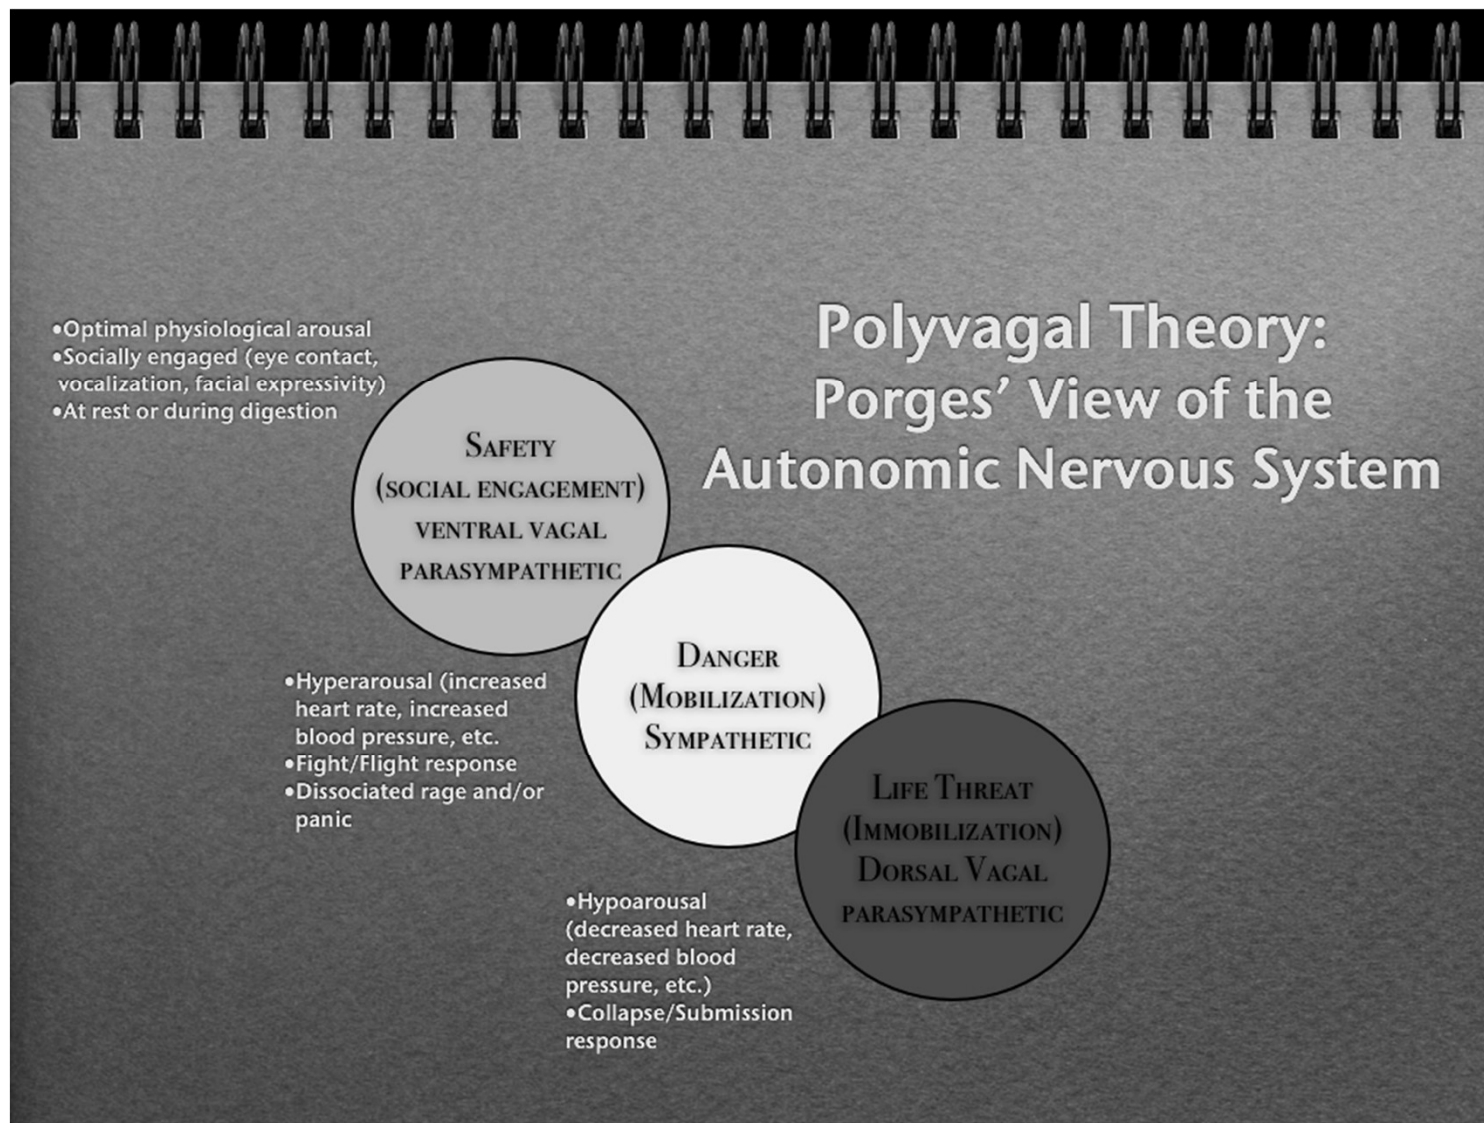 Polyvagal Theory:
Porges’ View of the
Autonomic Nervous System
•Optimal physiological arousal
•Socially engaged (eye contact,
vocalization, facial expressivity)
•At rest or during digestion
SAFETY
(SOCIAL ENGAGEMENT)
VENTRAL VAGAL
PARASYMPATHETIC
•Hyperarousal (increased
heart rate, increased
blood pressure, etc.
•Fight/Flight response
•Dissociated rage and/or
panic
DANGER
(MOBILIZATION)
SYMPATHETIC
•Hypoarousal
(decreased heart rate,
decreased blood
pressure, etc.)
•Collapse/Submission
response
LIFE THREAT
(IMMOBILIZATION)
DORSAL VAGAL
PARASYMPATHETIC